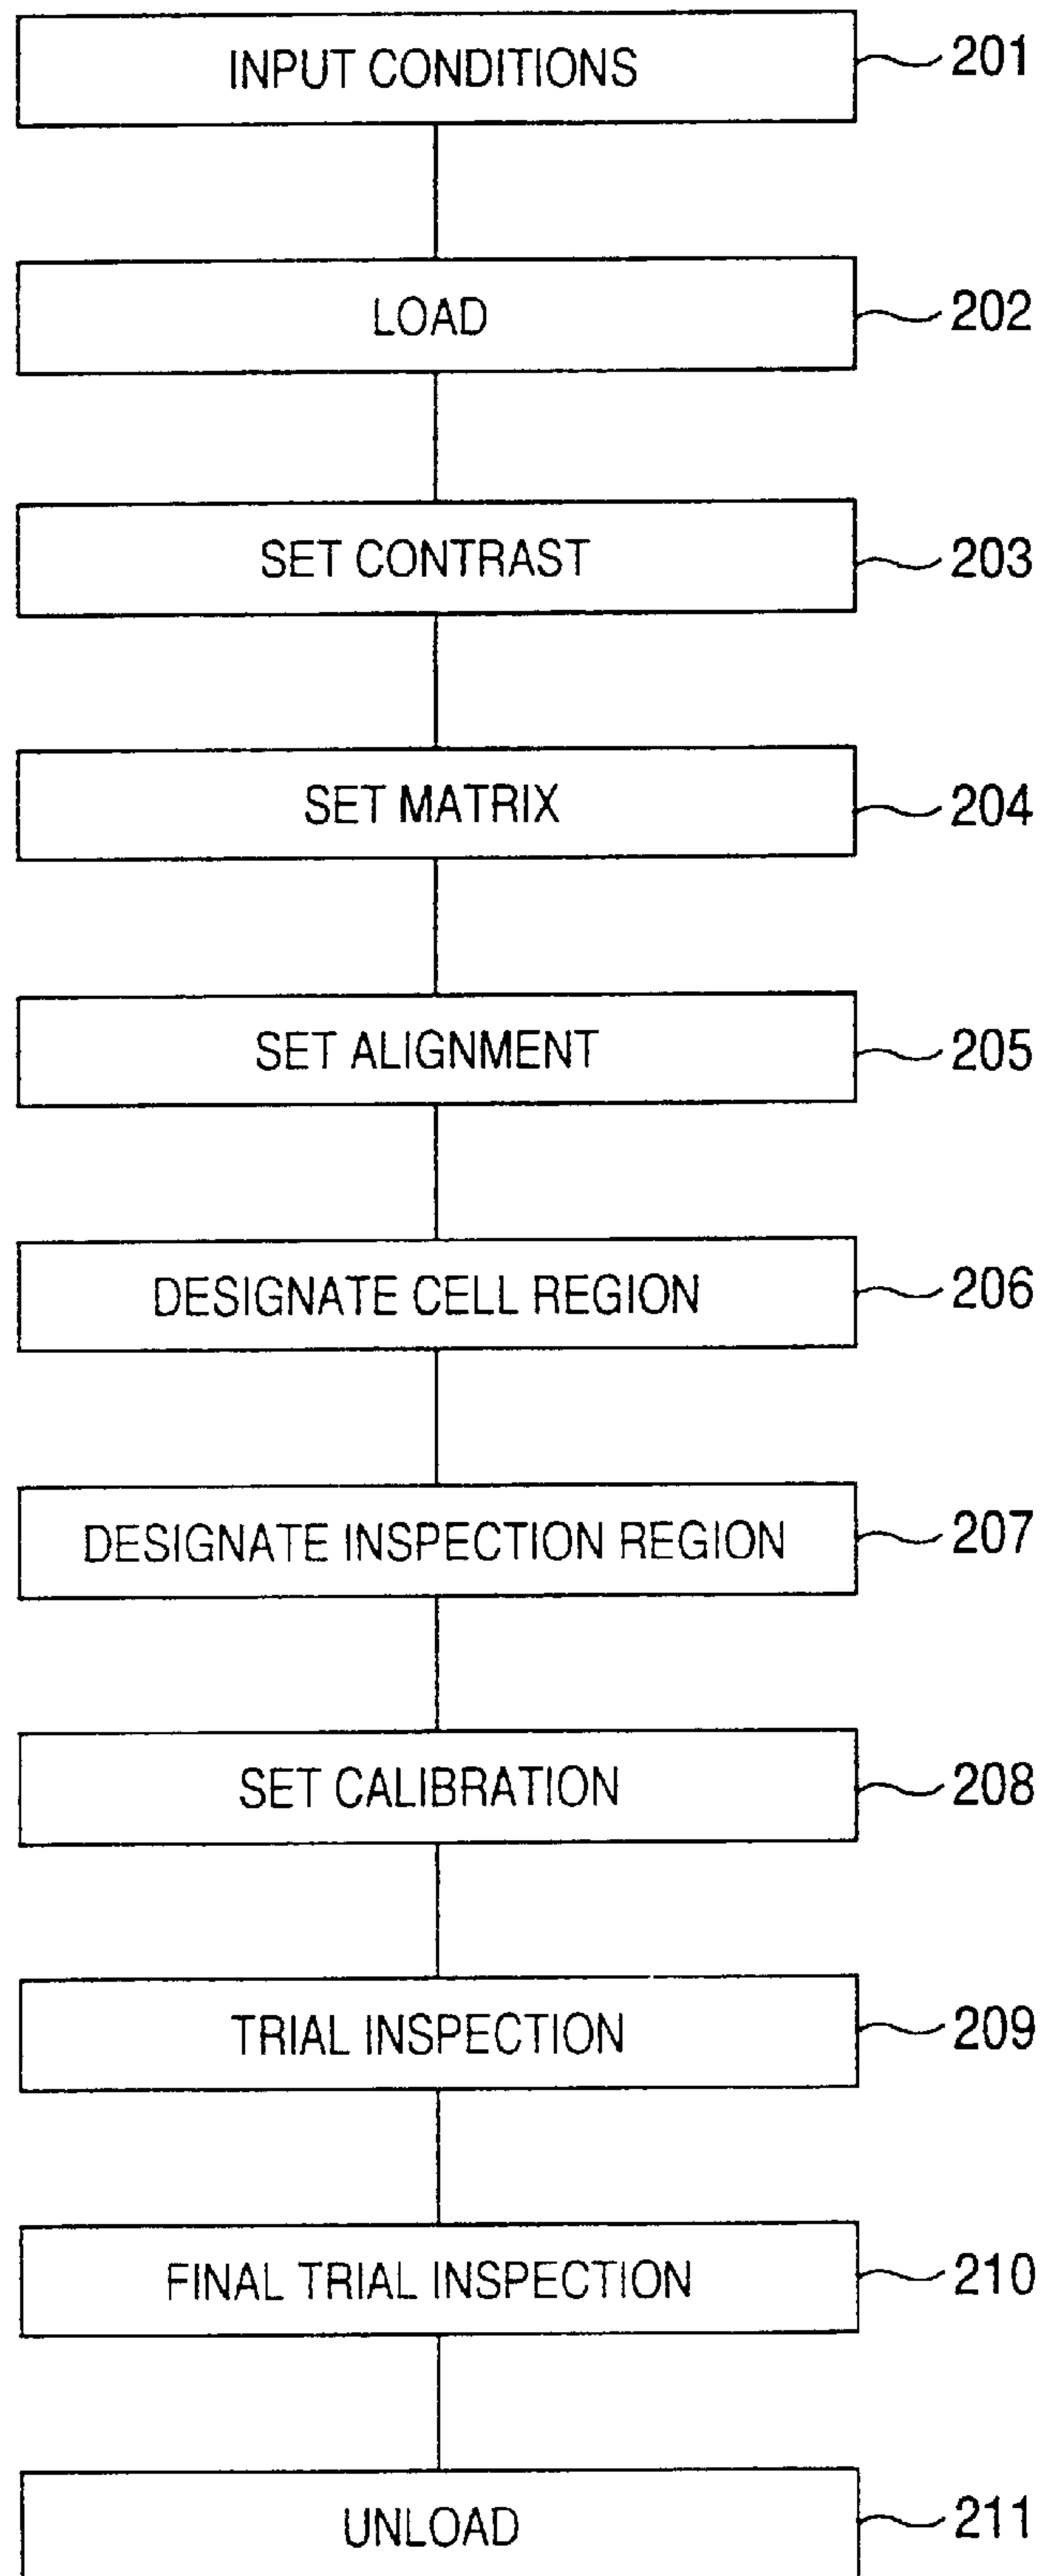 INPUT CONDITIONS 201
LOAD 202
SET CONTRAST 203
SET MATRIX 204
SET ALIGNMENT 205
DESIGNATE CELL REGION 206
DESIGNATE INSPECTION REGION 207
SET CALIBRATION 208
TRIAL INSPECTION 209
FINAL TRIAL INSPECTION 210
UNLOAD 211